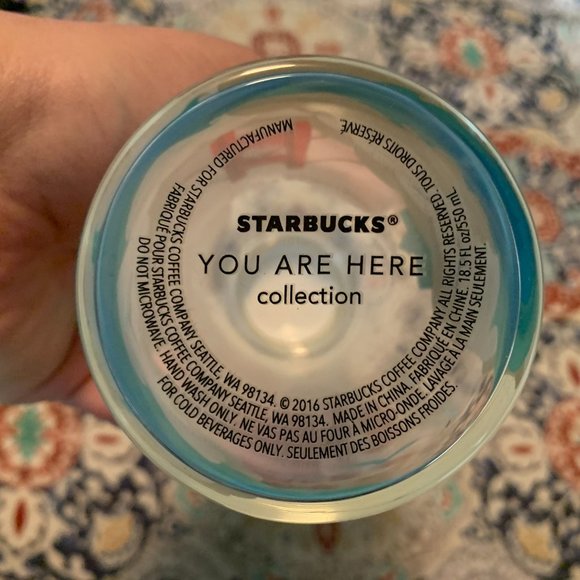 STARBUCKS®
YOU ARE HERE
collection
MANUFACTURED FOR STARBUCKS COFFEE COMPANY SEATTLE, WA 98134. © 2016 STARBUCKS COFFEE COMPANY ALL RIGHTS RESERVED. TOUS DROITS RÉSERVÉ.
FABRIQUÉ POUR STARBUCKS COFFEE COMPANY SEATTLE, WA 98134. MADE IN CHINA. FABRIQUÉ EN CHINE. 18.5 FL oz/550 mL.
DO NOT MICROWAVE. HAND WASH ONLY. NE VAS PAS AU FOUR À MICRO-ONDE. LAVAGE À LA MAIN SEULEMENT.
FOR COLD BEVERAGES ONLY. SEULEMENT DES BOISSONS FROIDES.